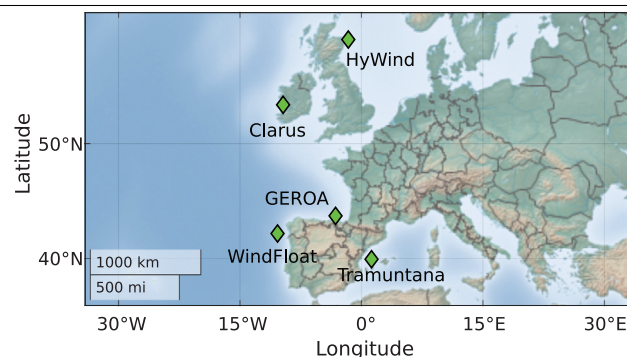 HyWind
Clarus
50°N
Latitude
GEROA
WindFloat
40°N
Tramuntana
1000 km
500 mi
30°W
15°W
0°
15°E
30°E
Longitude